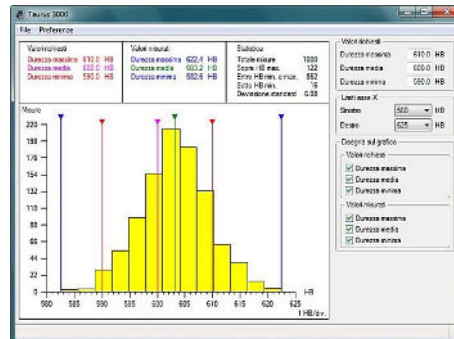 Taurus 3000
File Preferenze
Valori richiesti
Durezza massima 610.0 HB
Durezza media 600.0 HB
Durezza minima 590.0 HB
Valori misurati
Durezza massima 622.4 HB
Durezza media 603.2 HB
Durezza minima 582.6 HB
Statistica
Totale misure 1000
Sopra HB max. 122
Entro HB min. e max. 862
Sotto HB min. 16
Deviazione standard 6.00
Misure
220
198
176
154
132
110
88
66
44
22
0
580 585 590 595 600 605 610 615 620 625
HB
1 HB/div.
Valori richiesti
Durezza massima 610.0 HB
Durezza media 600.0 HB
Durezza minima 590.0 HB
Limiti asse X
Sinistro HB
Destro 625 HB
Disegna sul grafico
Valori richiesti
Durezza massima
Durezza media
Durezza minima
Valori misurati
Durezza massima
Durezza media
Durezza minima